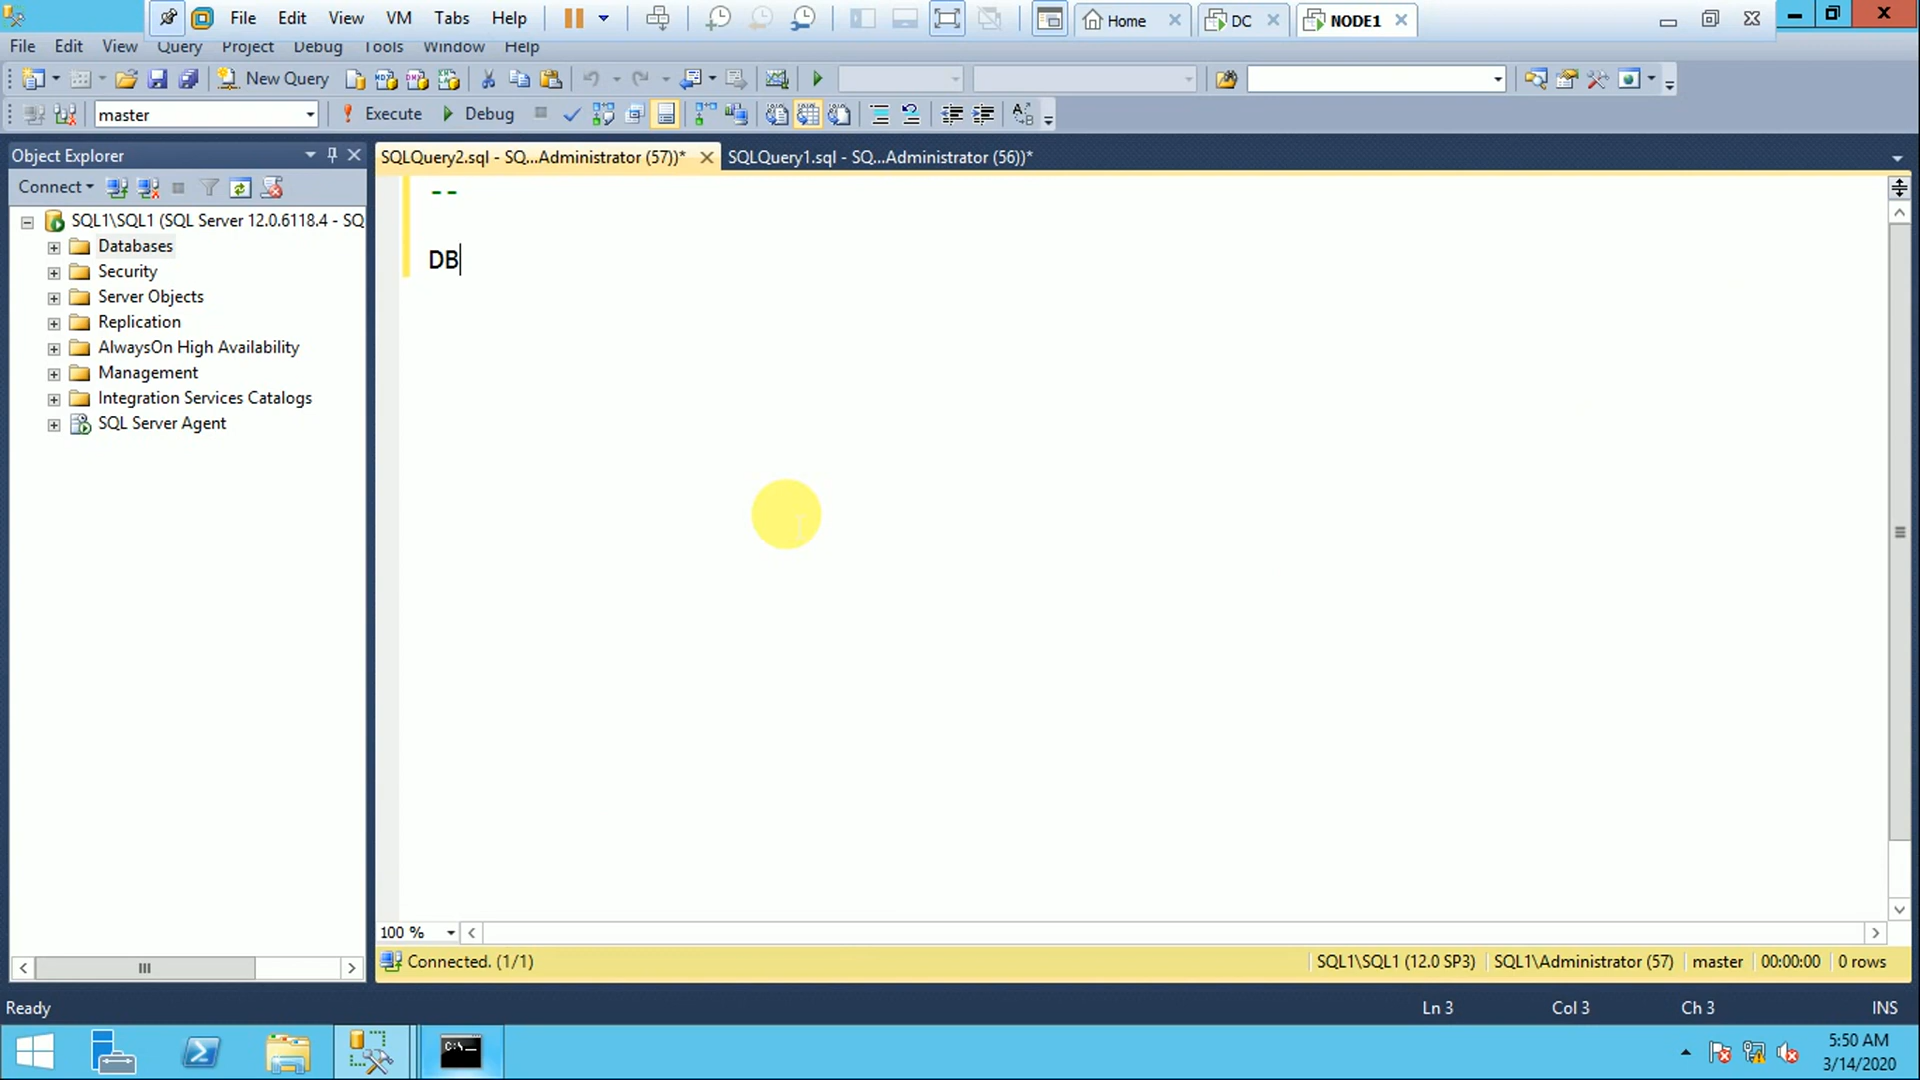 File Edit View VM Tabs Help Home DC NODE1
File Edit View Query Project Debug Tools Window Help
New Query
master Execute Debug
Object Explorer
SQLQuery2.sql - SQ...Administrator (57))* SQLQuery1.sql - SQ...Administrator (56))*
Connect
--
SQL1\SQL1 (SQL Server 12.0.6118.4 - SQ
Databases
DB
Security
Server Objects
Replication
AlwaysOn High Availability
Management
Integration Services Catalogs
SQL Server Agent
100 %
Connected. (1/1) SQL1\SQL1 (12.0 SP3) SQL1\Administrator (57) master 00:00:00 0 rows
Ready Ln 3 Col 3 Ch 3 INS
5:50 AM
3/14/2020